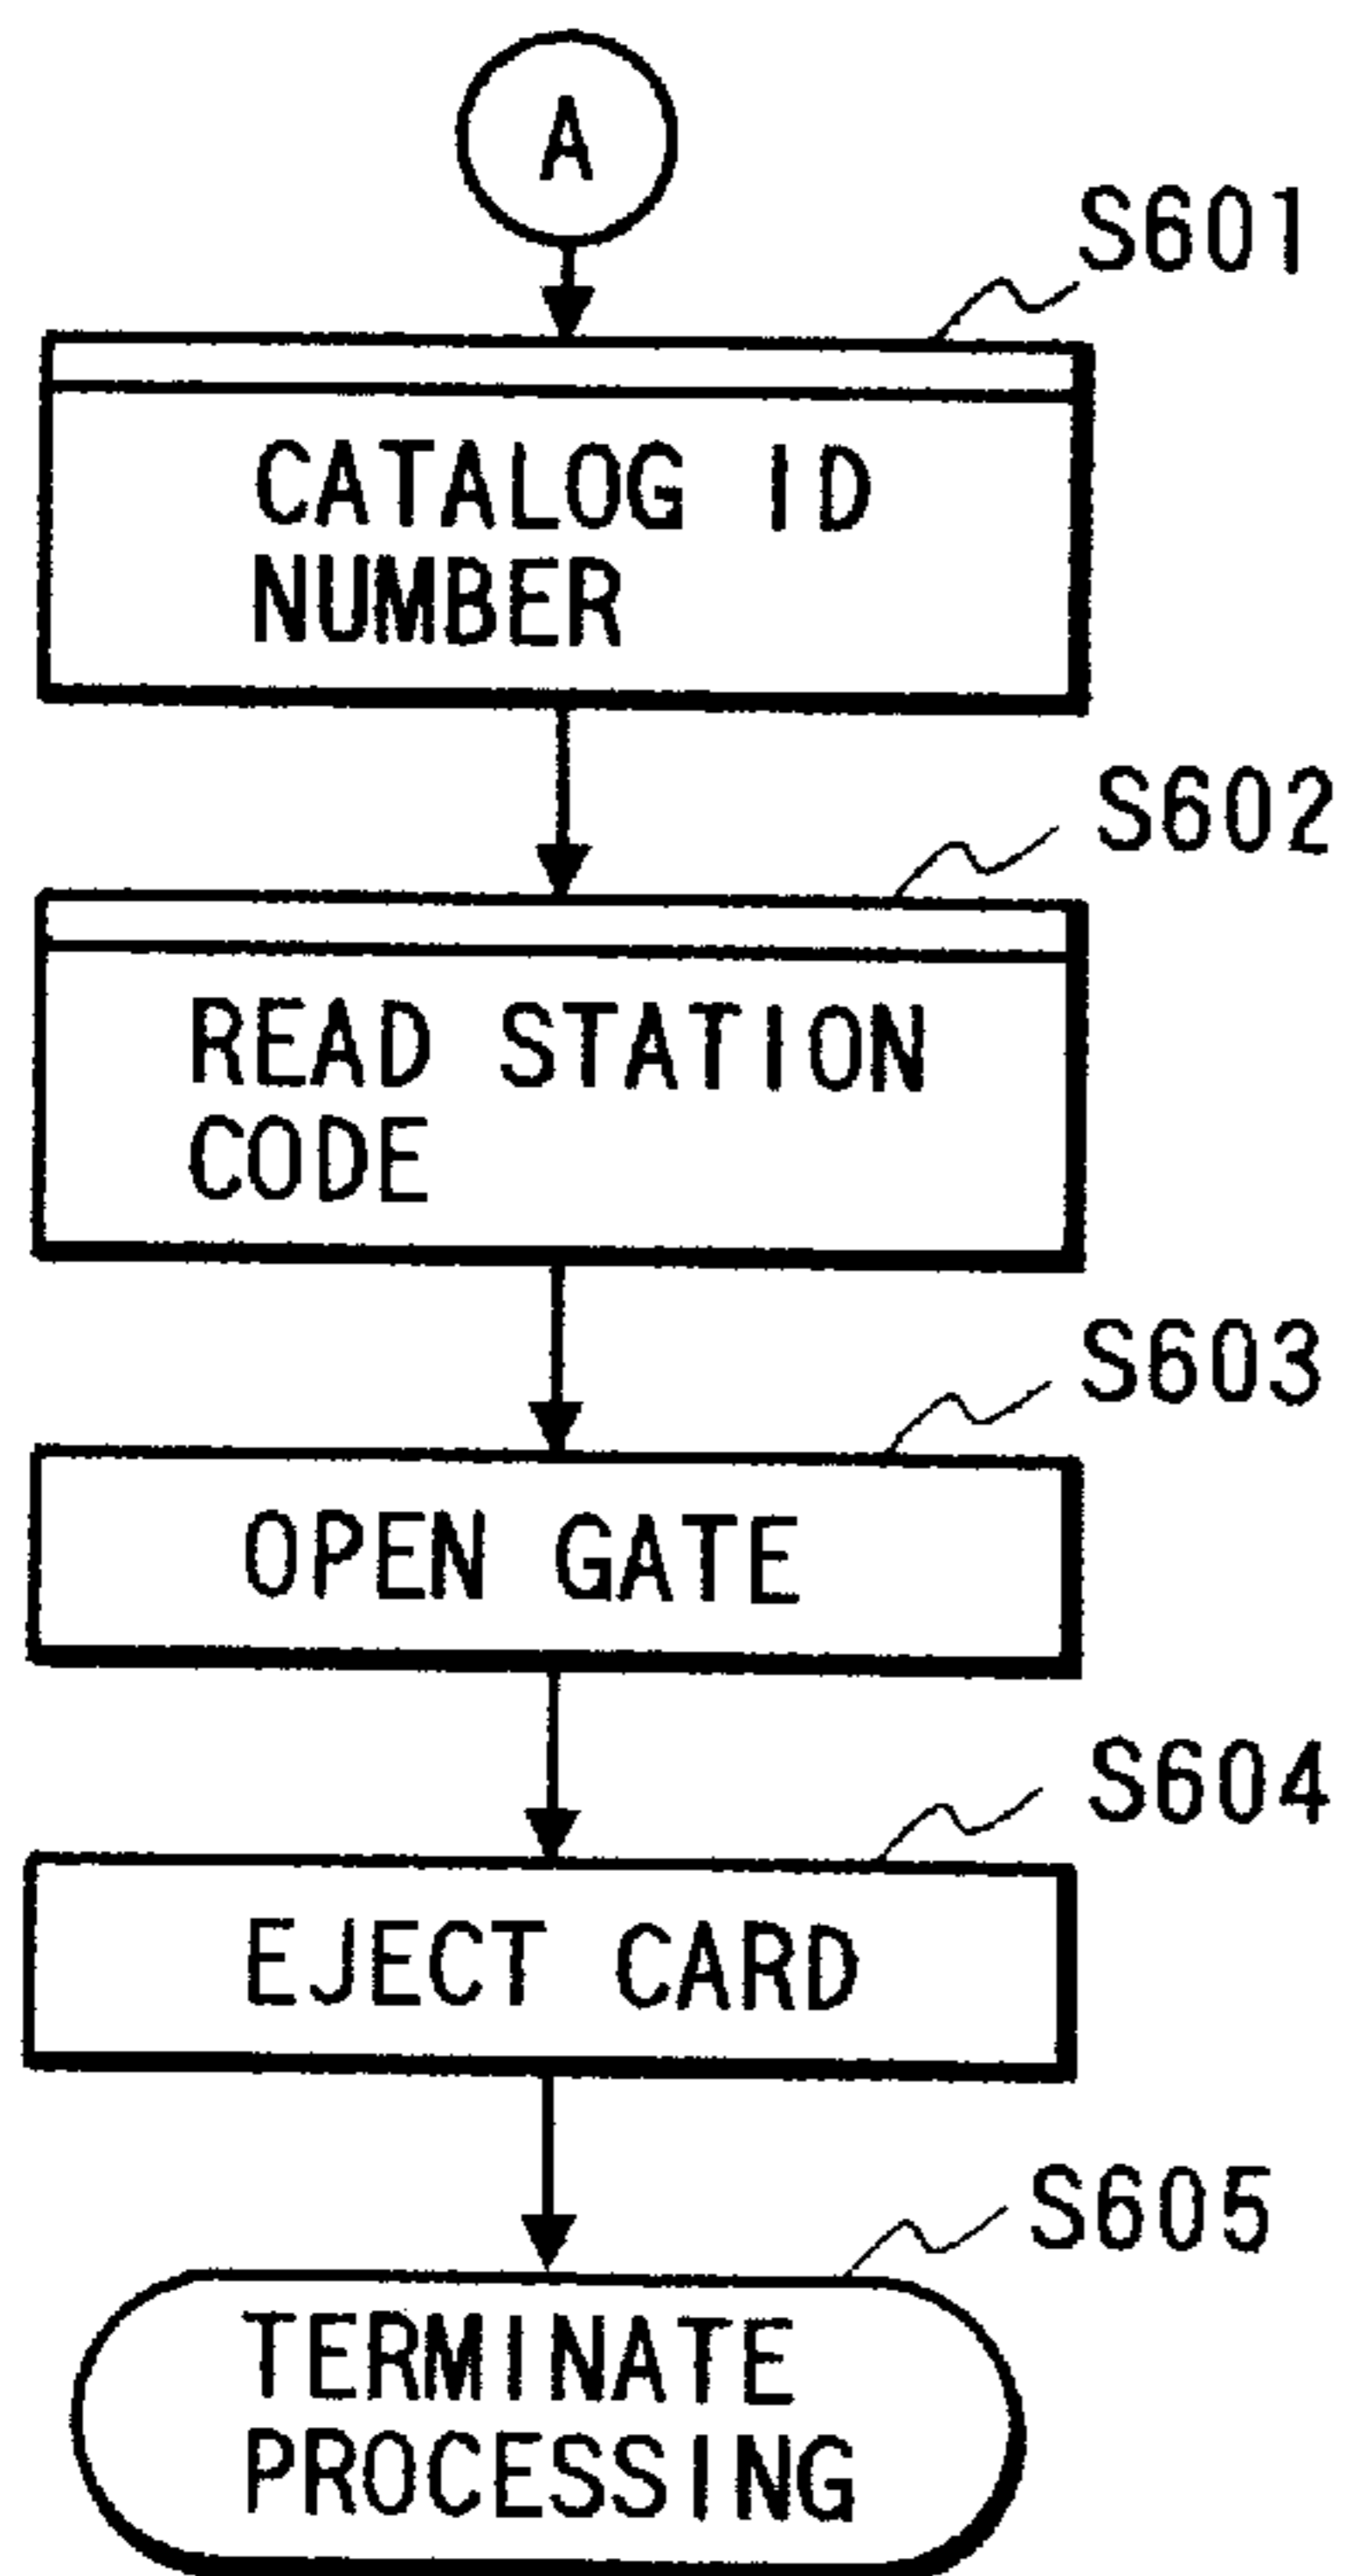 A
S601
CATALOG ID
NUMBER
S602
READ STATION
CODE
S603
OPEN GATE
S604
EJECT CARD
S605
TERMINATE
PROCESSING